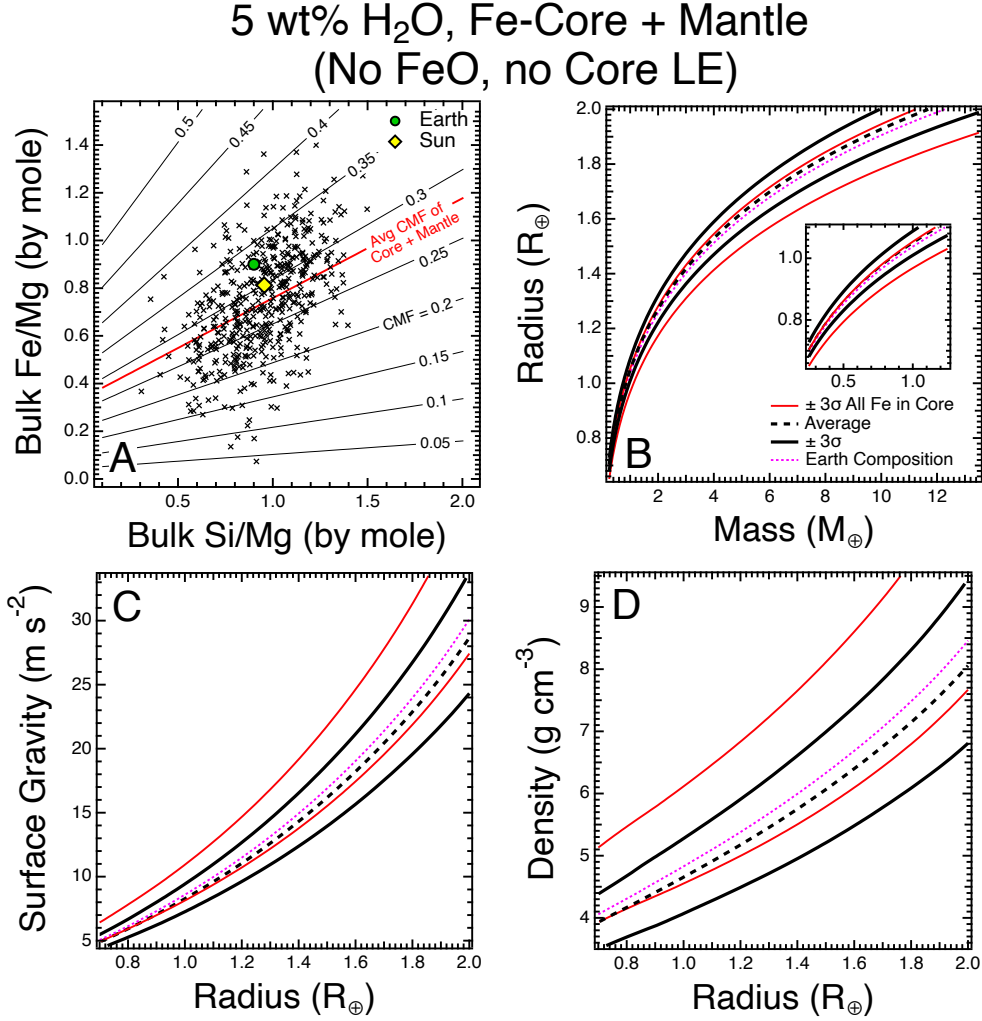 5 wt% H2O, Fe-Core + Mantle
(No FeO, no Core LE)
Bulk Fe/Mg (by mole)
1.4
1.2
1.0
0.8
0.6
0.4
0.2
0.0
0.5
0.45
0.4
0.35
0.3
Avg CMF of
Core + Mantle
0.25
CMF = 0.2
0.15
0.1
0.05
Earth
Sun
A
0.5
1.0
1.5
2.0
Bulk Si/Mg (by mole)
Radius (R⊕)
2.0
1.8
1.6
1.4
1.2
1.0
0.8
1.0
0.8
0.5
1.0
± 3σ All Fe in Core
Average
± 3σ
Earth Composition
B
2
4
6
8
10
12
Mass (M⊕)
Surface Gravity (m s-2)
C
30
25
20
15
10
5
0.8
1.0
1.2
1.4
1.6
1.8
2.0
Radius (R⊕)
Density (g cm-3)
D
9
8
7
6
5
4
0.8
1.0
1.2
1.4
1.6
1.8
2.0
Radius (R⊕)